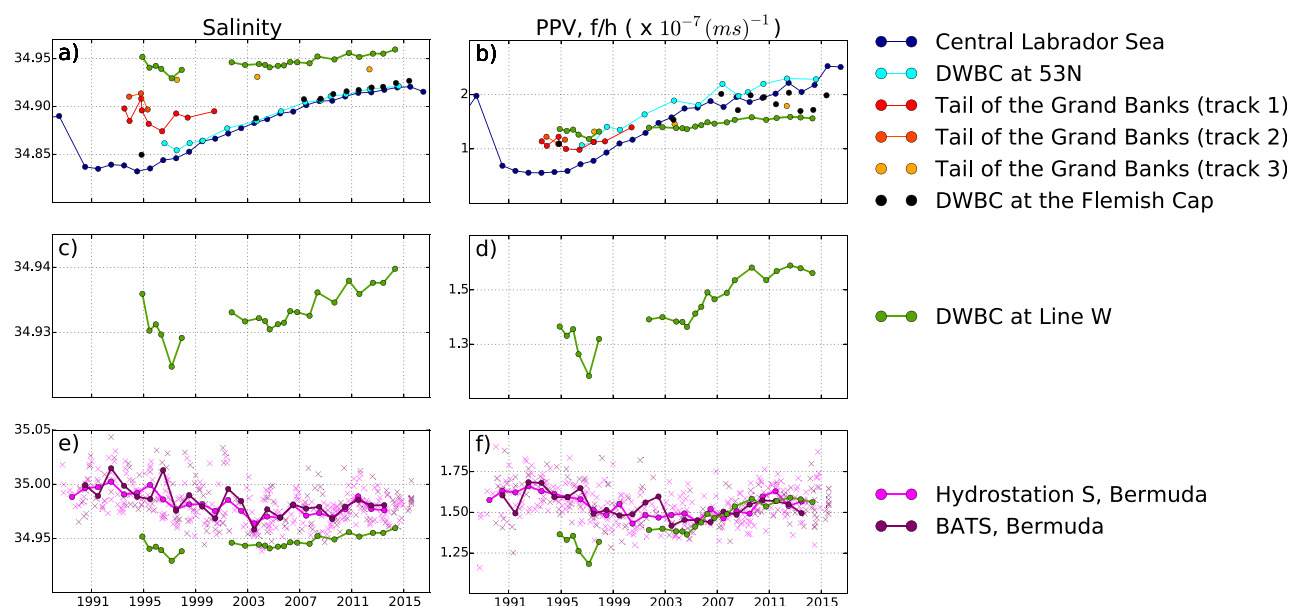 Salinity
PPV, f/h ( x 10⁻⁷ (ms)⁻¹)
a)
34.95
34.90
34.85
b)
2
1
Central Labrador Sea
DWBC at 53N
Tail of the Grand Banks (track 1)
Tail of the Grand Banks (track 2)
Tail of the Grand Banks (track 3)
DWBC at the Flemish Cap
c)
34.94
34.93
d)
1.5
1.3
DWBC at Line W
e)
35.05
35.00
34.95
f)
1.75
1.50
1.25
Hydrostation S, Bermuda
BATS, Bermuda
1991 1995 1999 2003 2007 2011 2015
1991 1995 1999 2003 2007 2011 2015